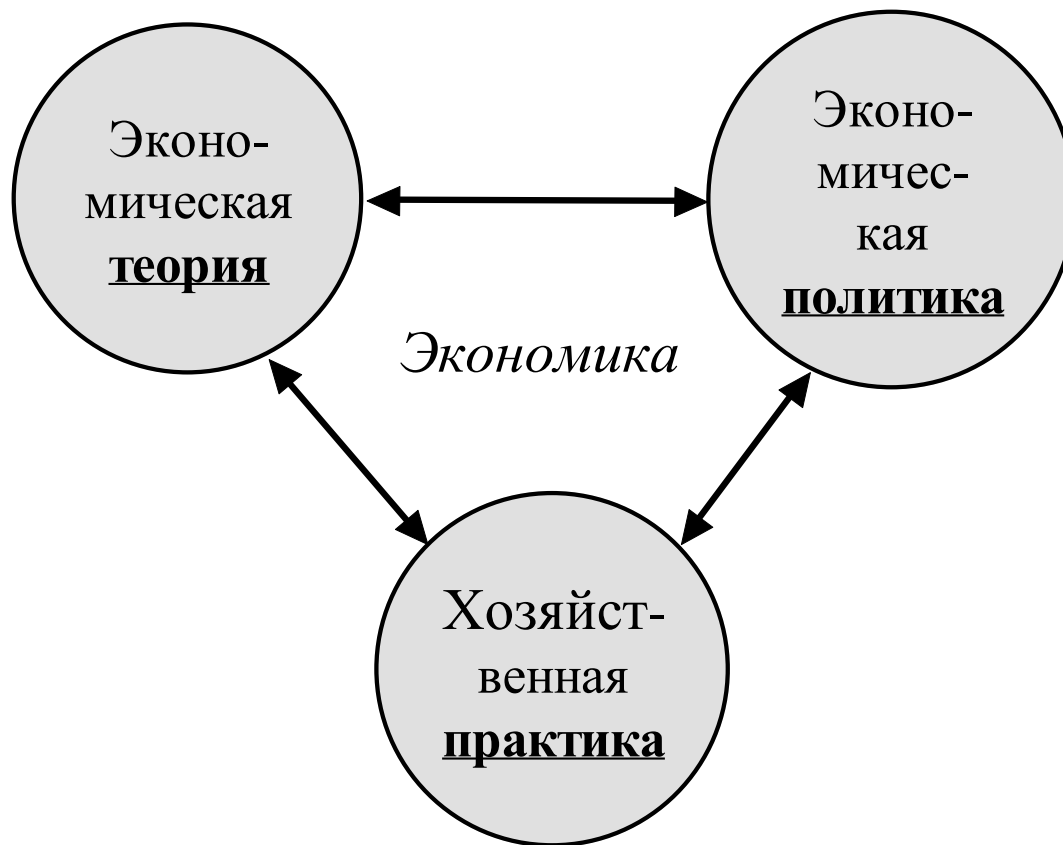 Эконо-
мическая
теория
Эконо-
мичес-
кая
политика
Экономика
Хозяйст-
венная
практика